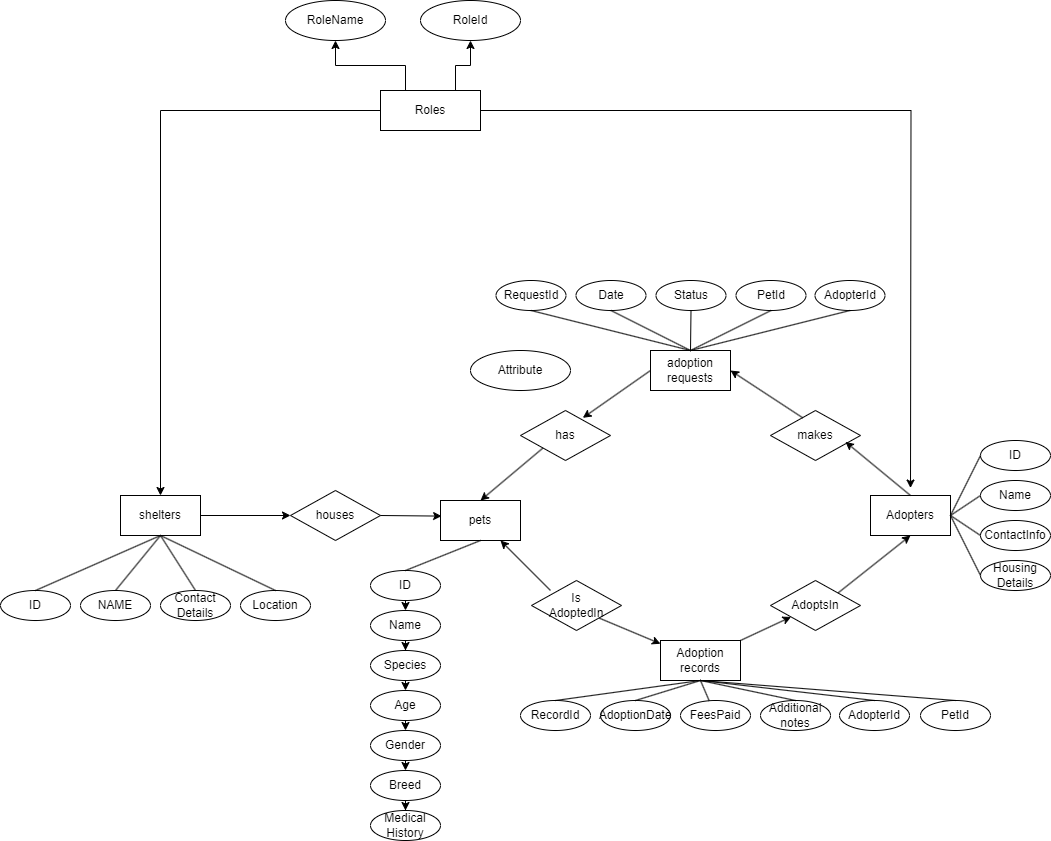 RoleName
RoleId
Roles
RequestId
Date
Status
PetId
AdopterId
Attribute
adoption
requests
has
makes
ID
Name
ContactInfo
Housing
Details
shelters
houses
pets
Adopters
ID
NAME
Contact
Details
Location
ID
Name
Species
Age
Gender
Breed
Medical
History
Is
AdoptedIn
AdoptsIn
Adoption
records
RecordId
AdoptionDate
FeesPaid
Additional
notes
AdopterId
PetId